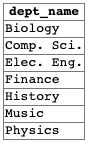 dept_name
Biology
Comp. Sci.
Elec. Eng.
Finance
History
Music
Physics